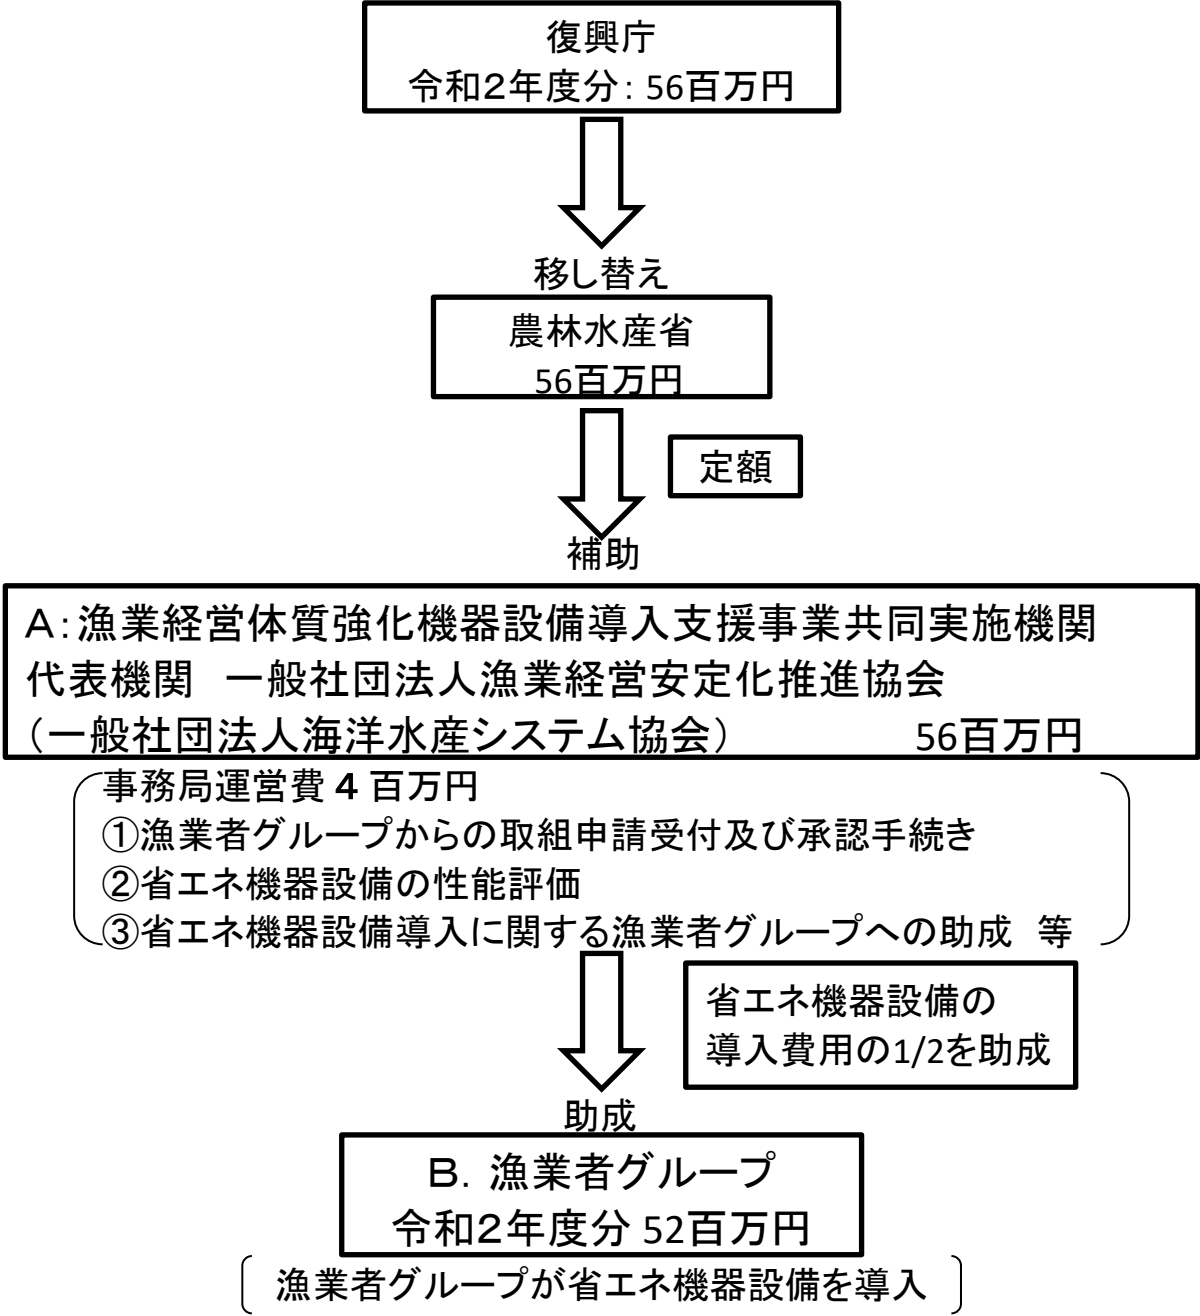 復興庁
令和２年度分：56百万円
移し替え
農林水産省
56百万円
定額
補助
A：漁業経営体質強化機器設備導入支援事業共同実施機関
代表機関　一般社団法人漁業経営安定化推進協会
（一般社団法人海洋水産システム協会）　56百万円
事務局運営費４百万円
①漁業者グループからの取組申請受付及び承認手続き
②省エネ機器設備の性能評価
③省エネ機器設備導入に関する漁業者グループへの助成　等
省エネ機器設備の
導入費用の1/2を助成
助成
B．漁業者グループ
令和２年度分 52百万円
漁業者グループが省エネ機器設備を導入